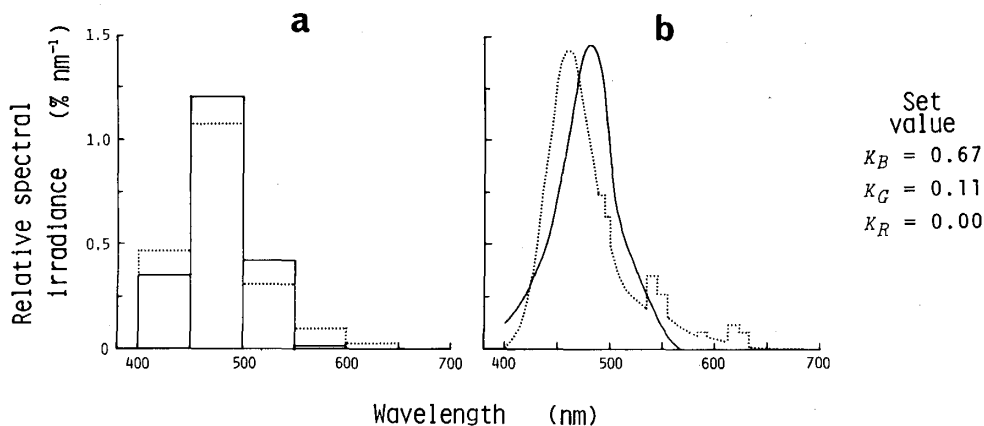 a
b
Relative spectral
irradiance (% nm⁻¹)
1.5
1.0
0.5
0
400
500
600
700
400
500
600
700
Wavelength (nm)
Set
value
K_B = 0.67
K_G = 0.11
K_R = 0.00